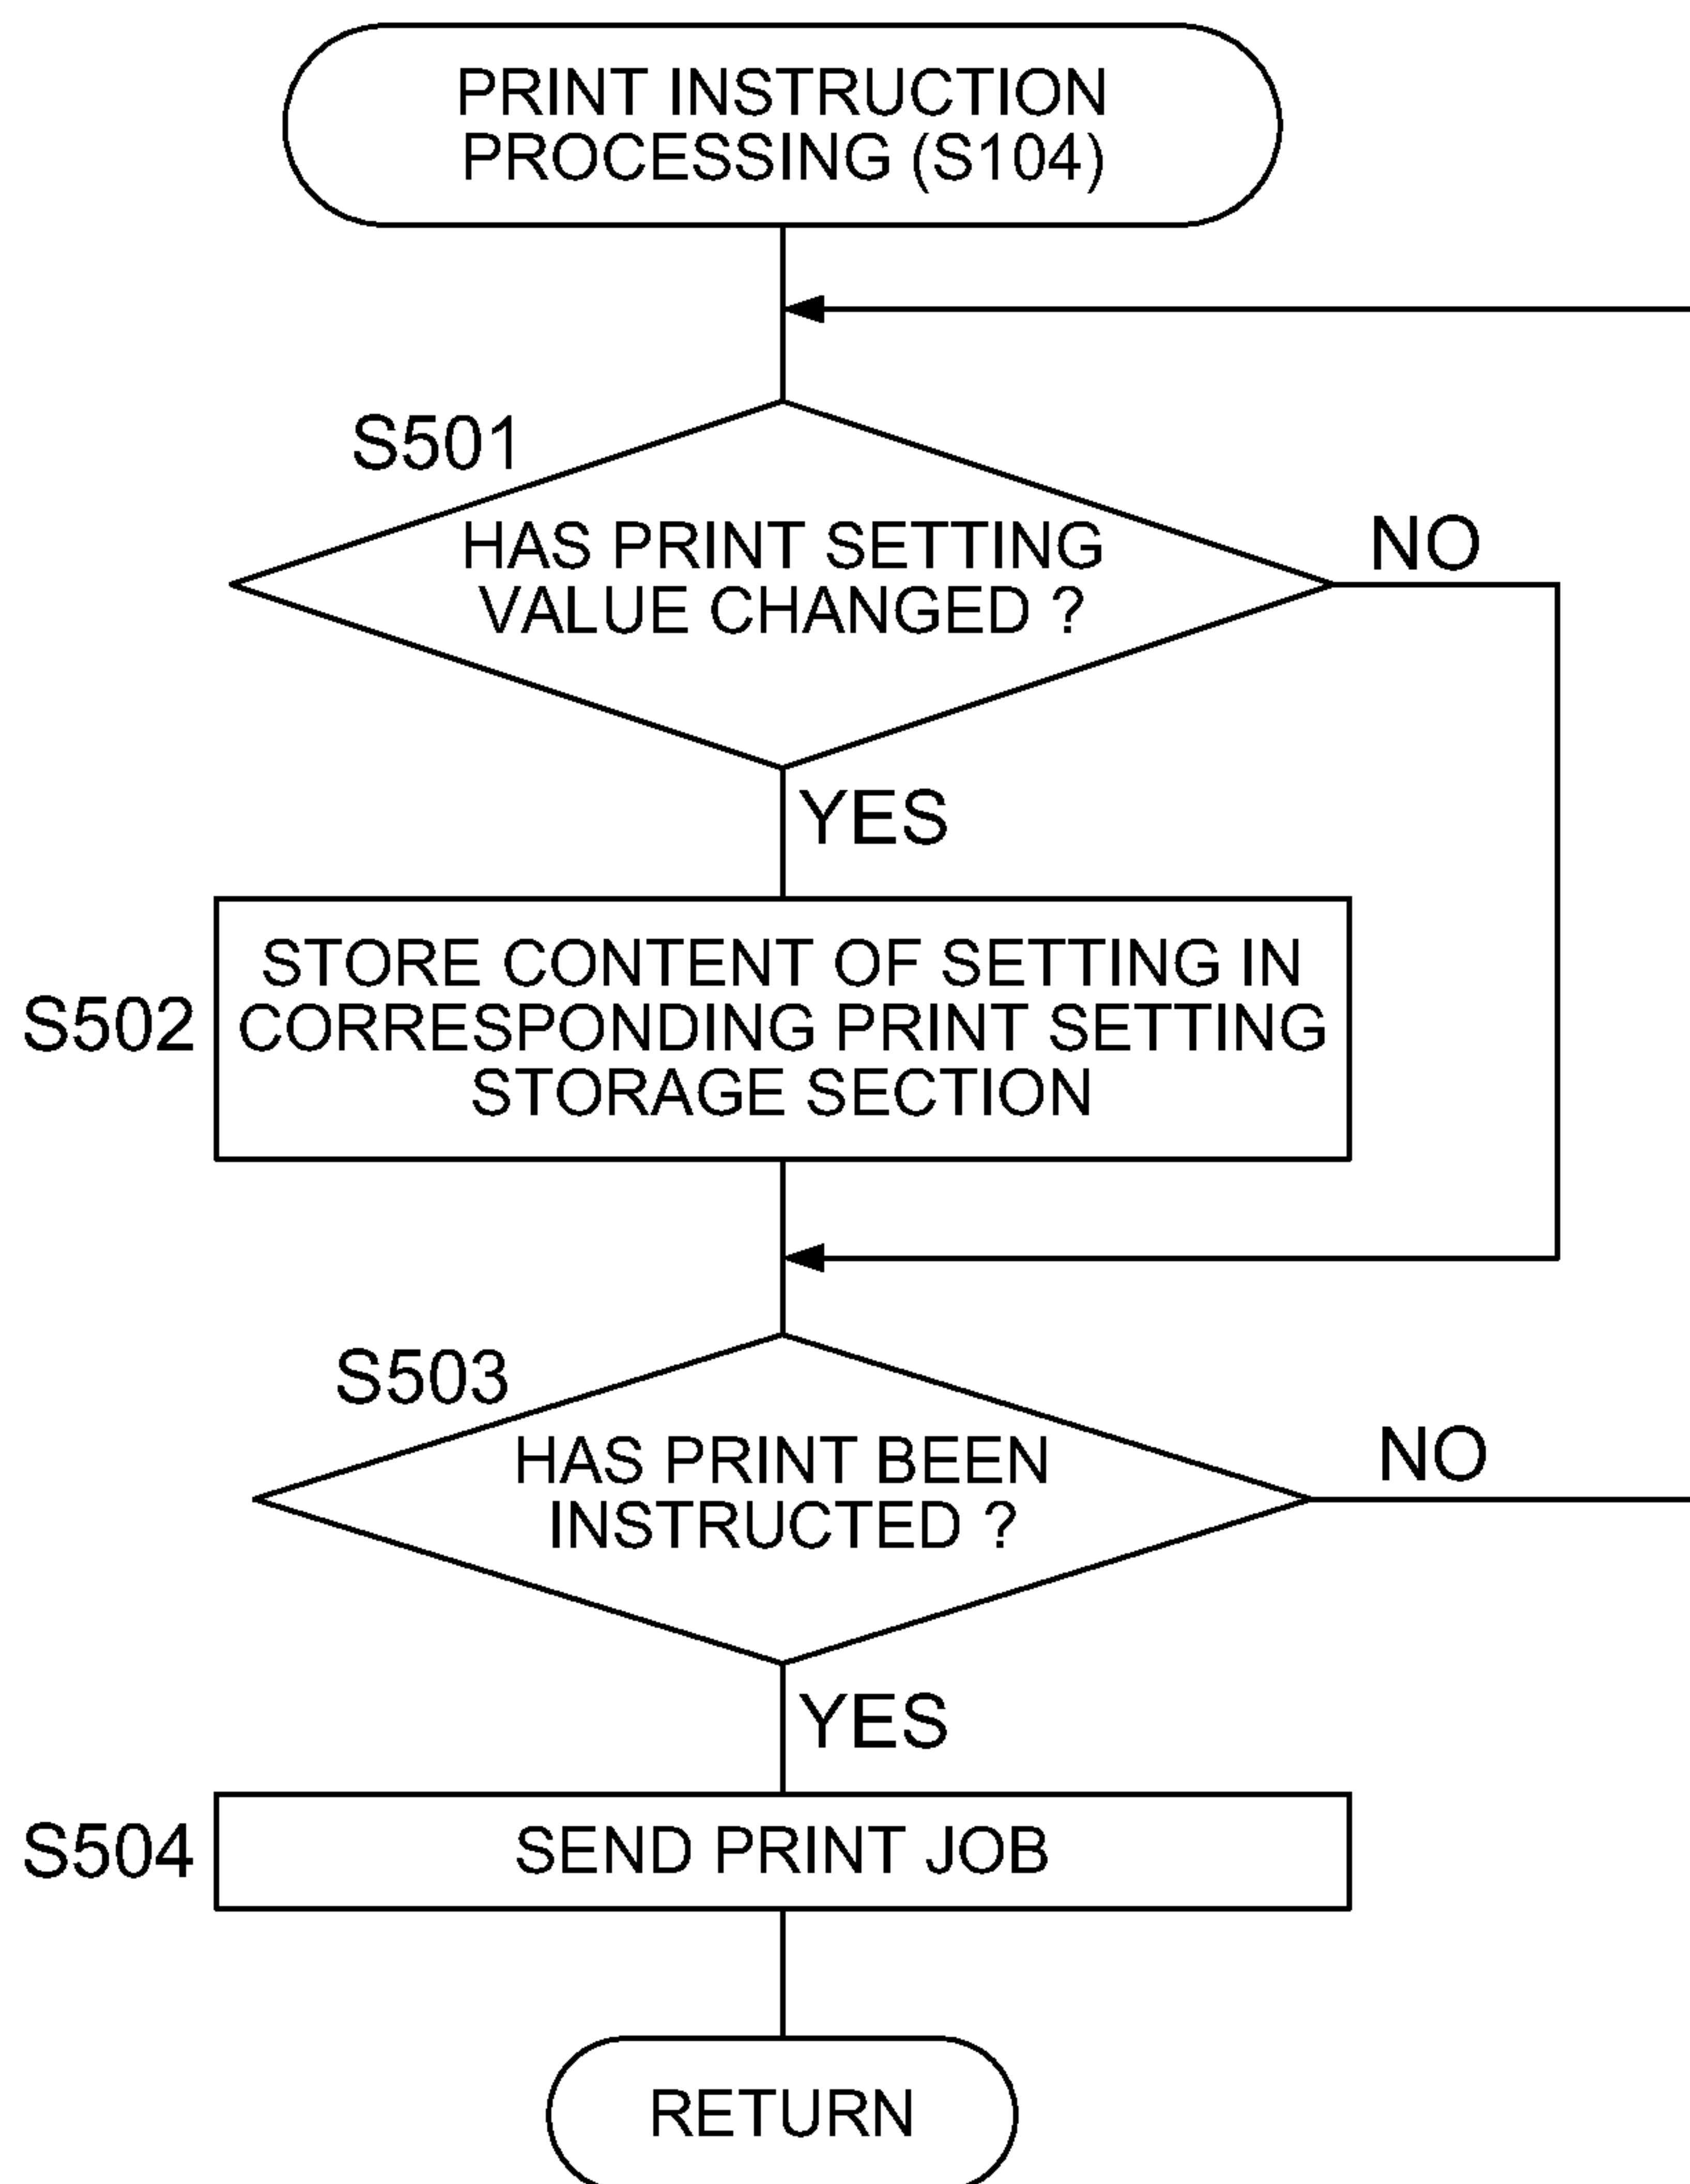 PRINT INSTRUCTION
PROCESSING (S104)
S501
HAS PRINT SETTING
VALUE CHANGED ?
NO
YES
S502
STORE CONTENT OF SETTING IN
CORRESPONDING PRINT SETTING
STORAGE SECTION
S503
HAS PRINT BEEN
INSTRUCTED ?
NO
YES
S504
SEND PRINT JOB
RETURN